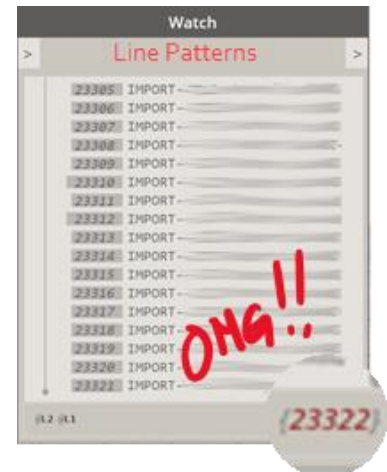 Watch
> Line Patterns >
23305 IMPORT-
23306 IMPORT-
23307 IMPORT-
23308 IMPORT-
23309 IMPORT-
23310 IMPORT-
23311 IMPORT-
23312 IMPORT-
23313 IMPORT-
23314 IMPORT-
23315 IMPORT-
23316 IMPORT-
23317 IMPORT-
23318 IMPORT-
23319 IMPORT-
23320 IMPORT-
23321 IMPORT-
OMG!!
@L2 @L1 {23322}